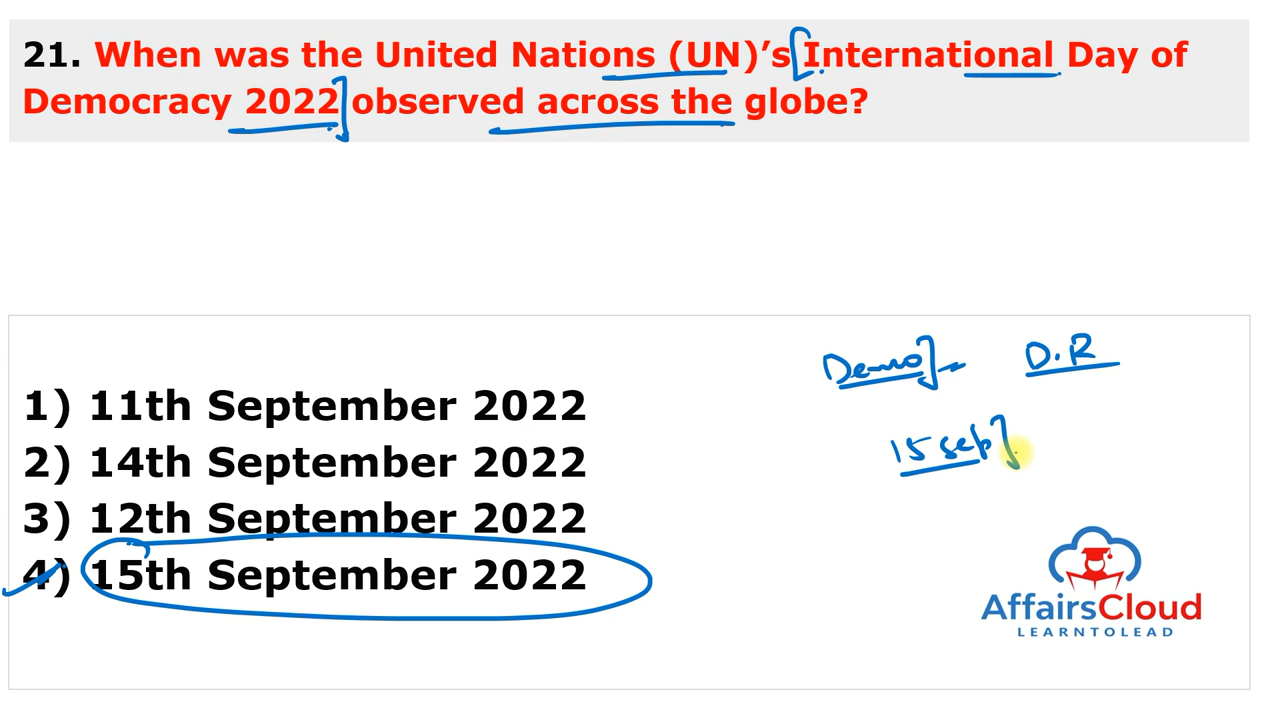 21. When was the United Nations (UN)’s International Day of
Democracy 2022 observed across the globe?
Demo D.R
1) 11th September 2022
15 sep
2) 14th September 2022
3) 12th September 2022
4) 15th September 2022
AffairsCloud
LEARNTOLEAD